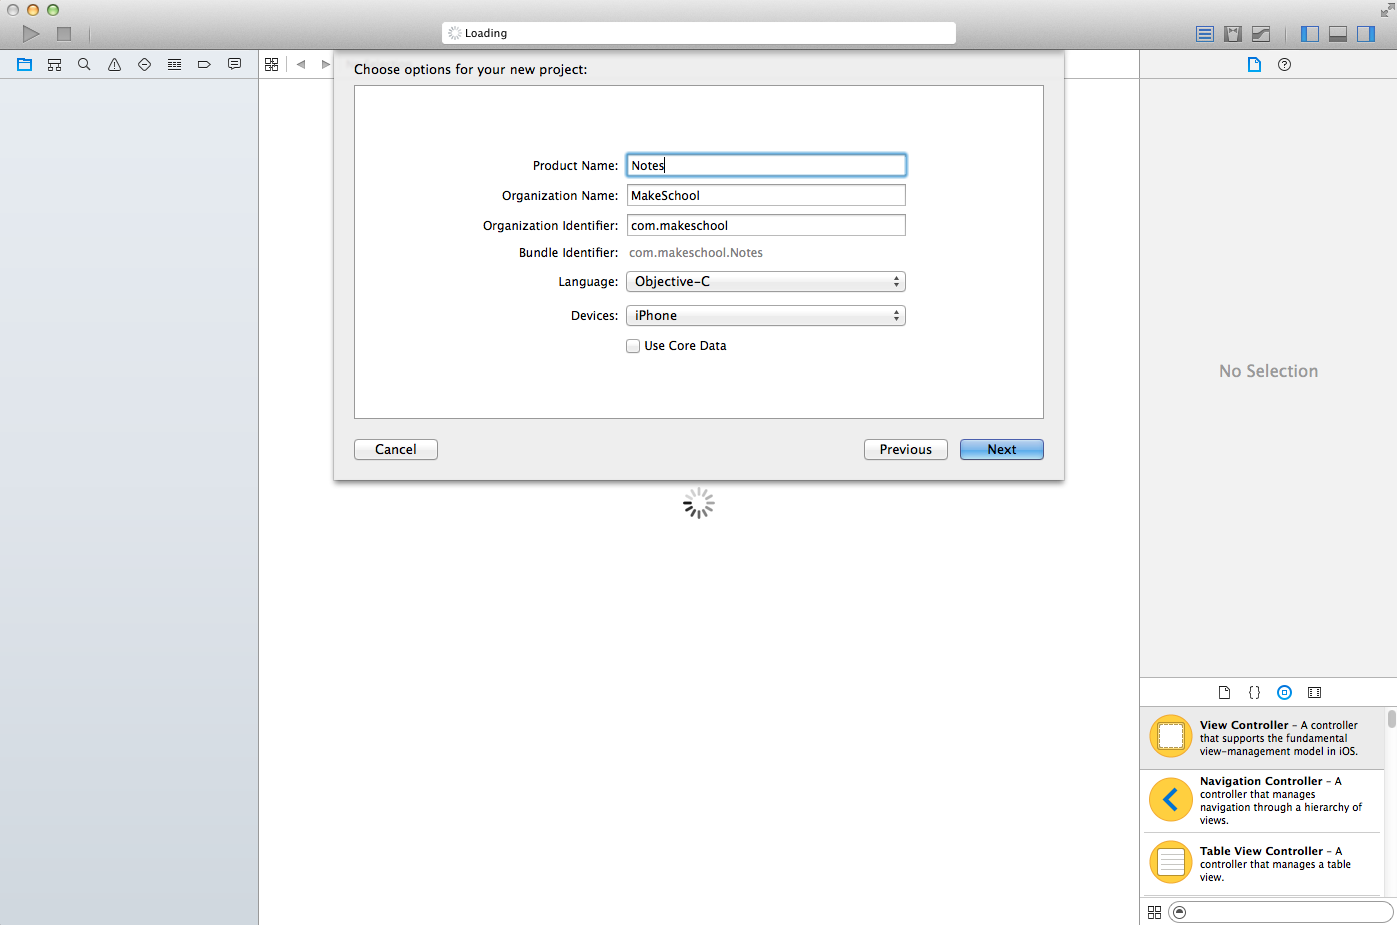 Loading
Choose options for your new project:
Product Name: Notes
Organization Name: MakeSchool
Organization Identifier: com.makeschool
Bundle Identifier: com.makeschool.Notes
Language: Objective-C
Devices: iPhone
Use Core Data
Cancel
Previous
Next
No Selection
{}
View Controller – A controller
that supports the fundamental
view-management model in iOS.
Navigation Controller – A
controller that manages
navigation through a hierarchy of
views.
Table View Controller – A
controller that manages a table
view.